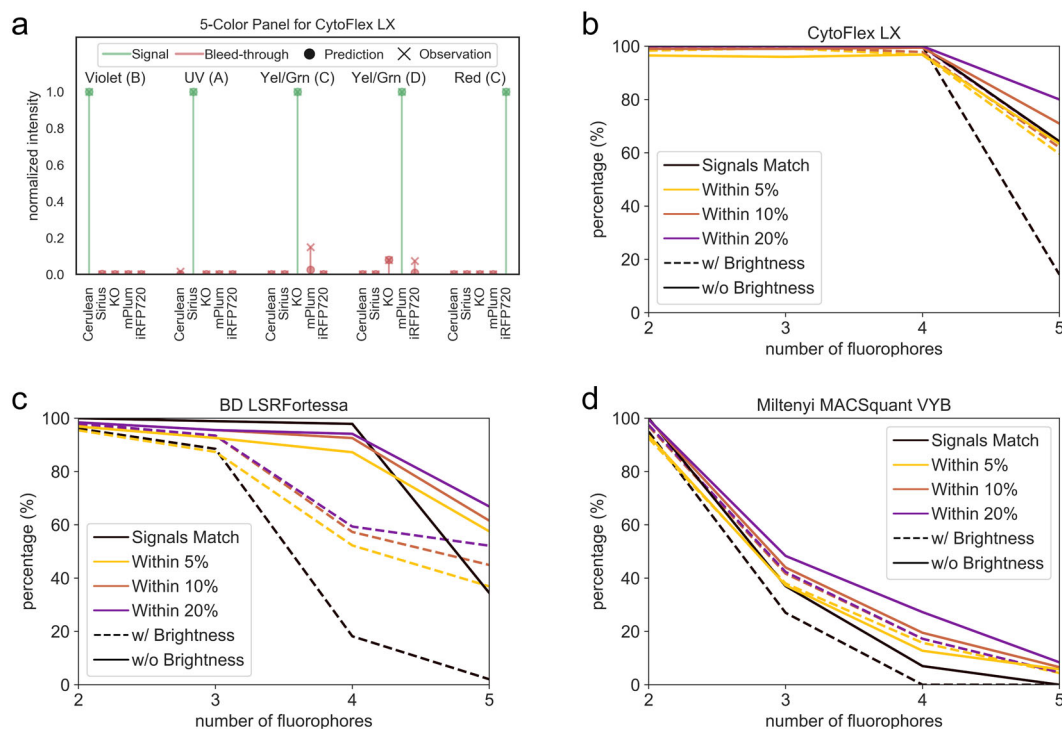 a
5-Color Panel for CytoFlex LX
Signal Bleed-through Prediction Observation
Violet (B) UV (A) Yel/Grn (C) Yel/Grn (D) Red (C)
normalized intensity
1.0
0.8
0.6
0.4
0.2
0.0
Cerulean Sirius KO mPlum iRFP720 Cerulean Sirius KO mPlum iRFP720 Cerulean Sirius KO mPlum iRFP720 Cerulean Sirius KO mPlum iRFP720 Cerulean Sirius KO mPlum iRFP720
b
CytoFlex LX
percentage (%)
100
80
60
40
20
0
Signals Match
Within 5%
Within 10%
Within 20%
w/ Brightness
w/o Brightness
2 3 4 5
number of fluorophores
c
BD LSRFortessa
percentage (%)
100
80
60
40
20
0
Signals Match
Within 5%
Within 10%
Within 20%
w/ Brightness
w/o Brightness
2 3 4 5
number of fluorophores
d
Miltenyi MACSquant VYB
percentage (%)
100
80
60
40
20
0
Signals Match
Within 5%
Within 10%
Within 20%
w/ Brightness
w/o Brightness
2 3 4 5
number of fluorophores